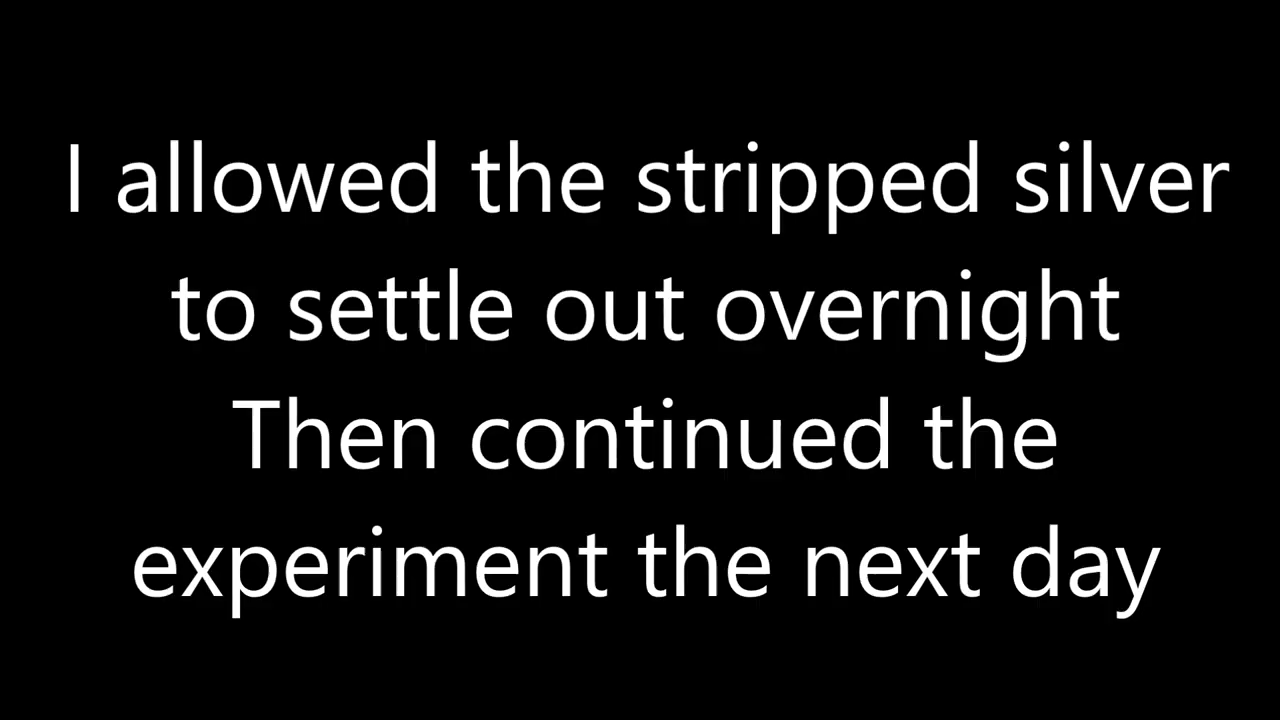 I allowed the stripped silver
to settle out overnight
Then continued the
experiment the next day